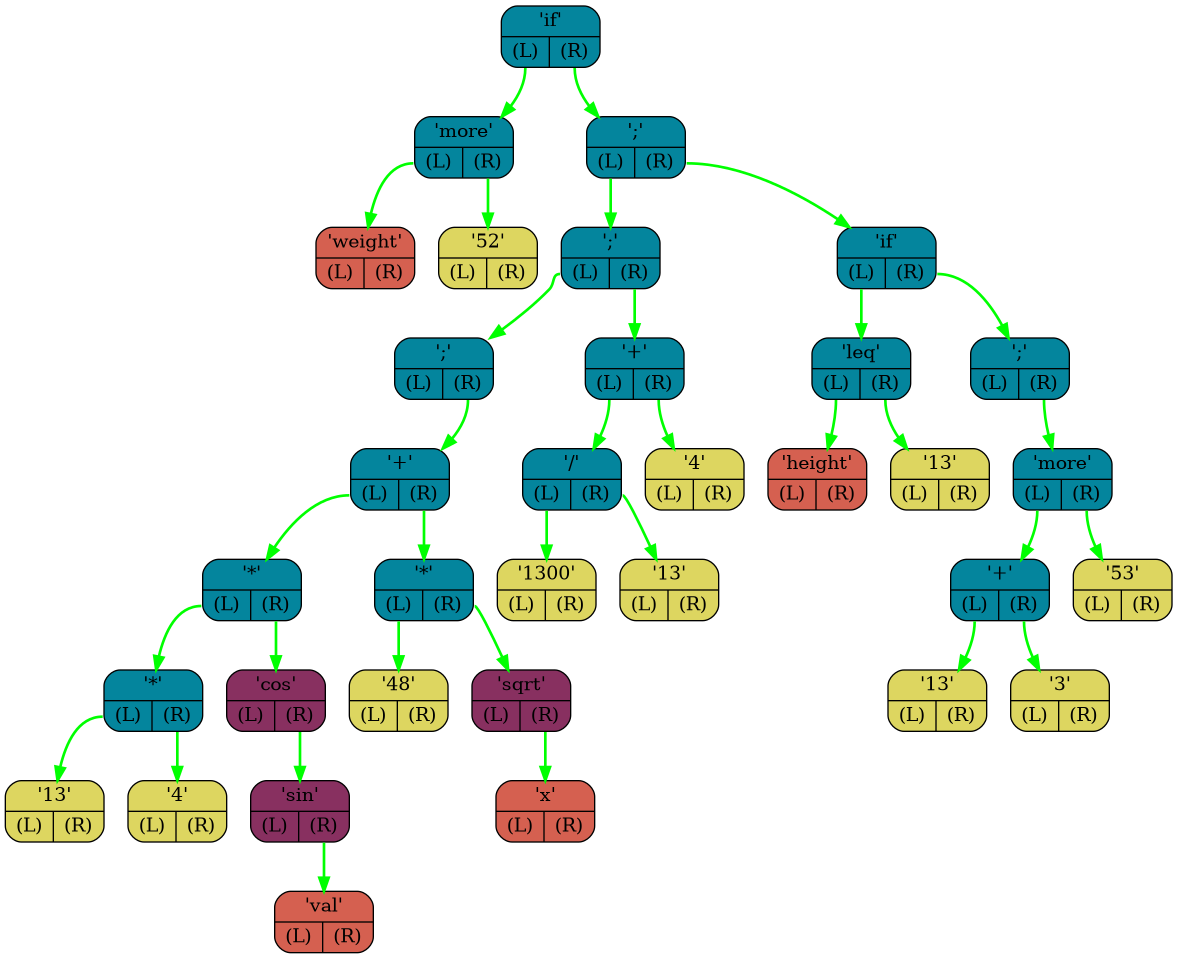 'if'
(L) (R)
'more' ';'
(L) (R) (L) (R)
'weight' '52' ';' 'if'
(L) (R) (L) (R) (L) (R) (L) (R)
';' '+' 'leq' ';'
(L) (R) (L) (R) (L) (R) (L) (R)
'+' '/' '4' 'height' '13' 'more'
(L) (R) (L) (R) (L) (R) (L) (R) (L) (R) (L) (R)
'*' '*' '1300' '13' '+' '53'
(L) (R) (L) (R) (L) (R) (L) (R) (L) (R) (L) (R)
'*' 'cos' '48' 'sqrt' '13' '3'
(L) (R) (L) (R) (L) (R) (L) (R) (L) (R) (L) (R)
'13' '4' 'sin' 'x'
(L) (R) (L) (R) (L) (R) (L) (R)
'val'
(L) (R)